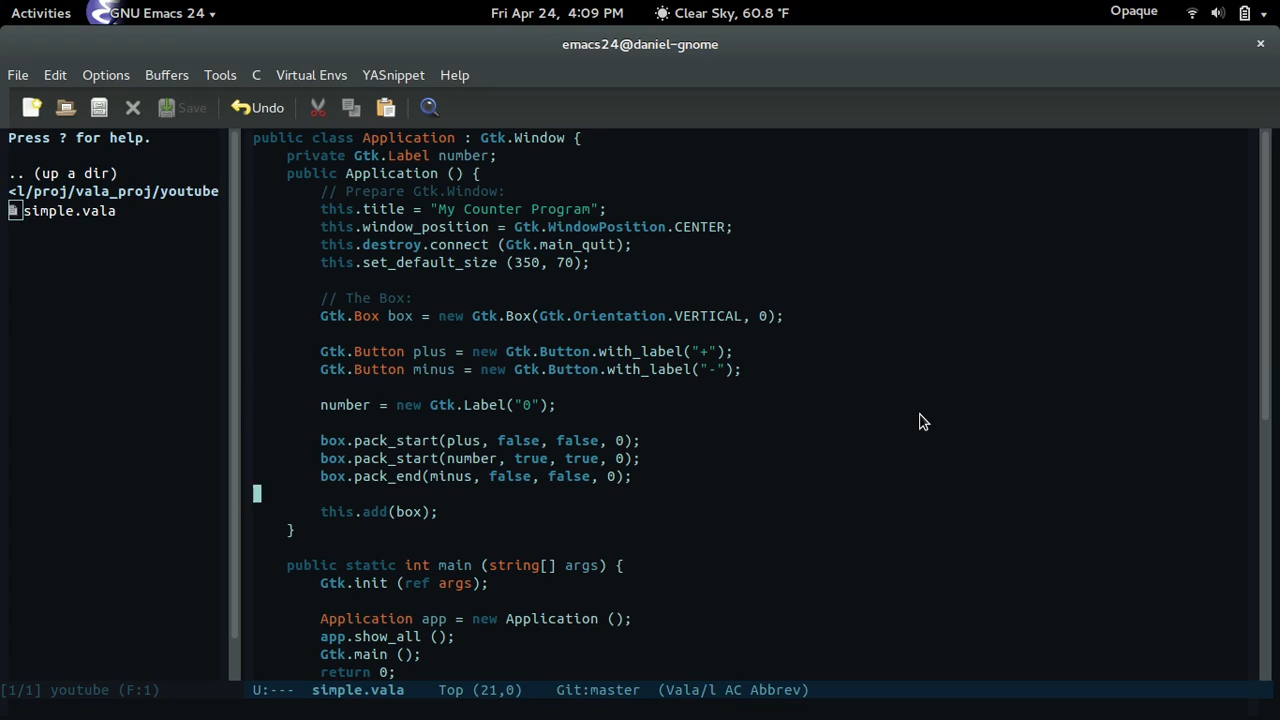 Activities GNU Emacs 24 Fri Apr 24, 4:09 PM Clear Sky, 60.8 °F Opaque
emacs24@daniel-gnome ×
File Edit Options Buffers Tools C Virtual Envs YASnippet Help
Save Undo
Press ? for help.
.. (up a dir)
<l/proj/vala_proj/youtube
simple.vala
public class Application : Gtk.Window {
    private Gtk.Label number;
    public Application () {
        // Prepare Gtk.Window:
        this.title = "My Counter Program";
        this.window_position = Gtk.WindowPosition.CENTER;
        this.destroy.connect (Gtk.main_quit);
        this.set_default_size (350, 70);
        // The Box:
        Gtk.Box box = new Gtk.Box(Gtk.Orientation.VERTICAL, 0);
        Gtk.Button plus = new Gtk.Button.with_label("+");
        Gtk.Button minus = new Gtk.Button.with_label("-");
        number = new Gtk.Label("0");
        box.pack_start(plus, false, false, 0);
        box.pack_start(number, true, true, 0);
        box.pack_end(minus, false, false, 0);
        this.add(box);
    }
    public static int main (string[] args) {
        Gtk.init (ref args);
        Application app = new Application ();
        app.show_all ();
        Gtk.main ();
        return 0;
[1/1] youtube (F:1) U:--- simple.vala Top (21,0) Git:master (Vala/l AC Abbrev)